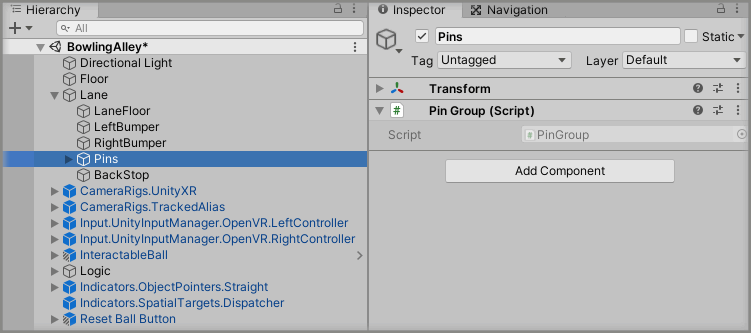 Hierarchy
All
BowlingAlley*
Directional Light
Floor
Lane
LaneFloor
LeftBumper
RightBumper
Pins
BackStop
CameraRigs.UnityXR
CameraRigs.TrackedAlias
Input.UnityInputManager.OpenVR.LeftController
Input.UnityInputManager.OpenVR.RightController
InteractableBall
Logic
Indicators.ObjectPointers.Straight
Indicators.SpatialTargets.Dispatcher
Reset Ball Button
Inspector Navigation
Pins Static
Tag Untagged Layer Default
Transform
Pin Group (Script)
Script PinGroup
Add Component